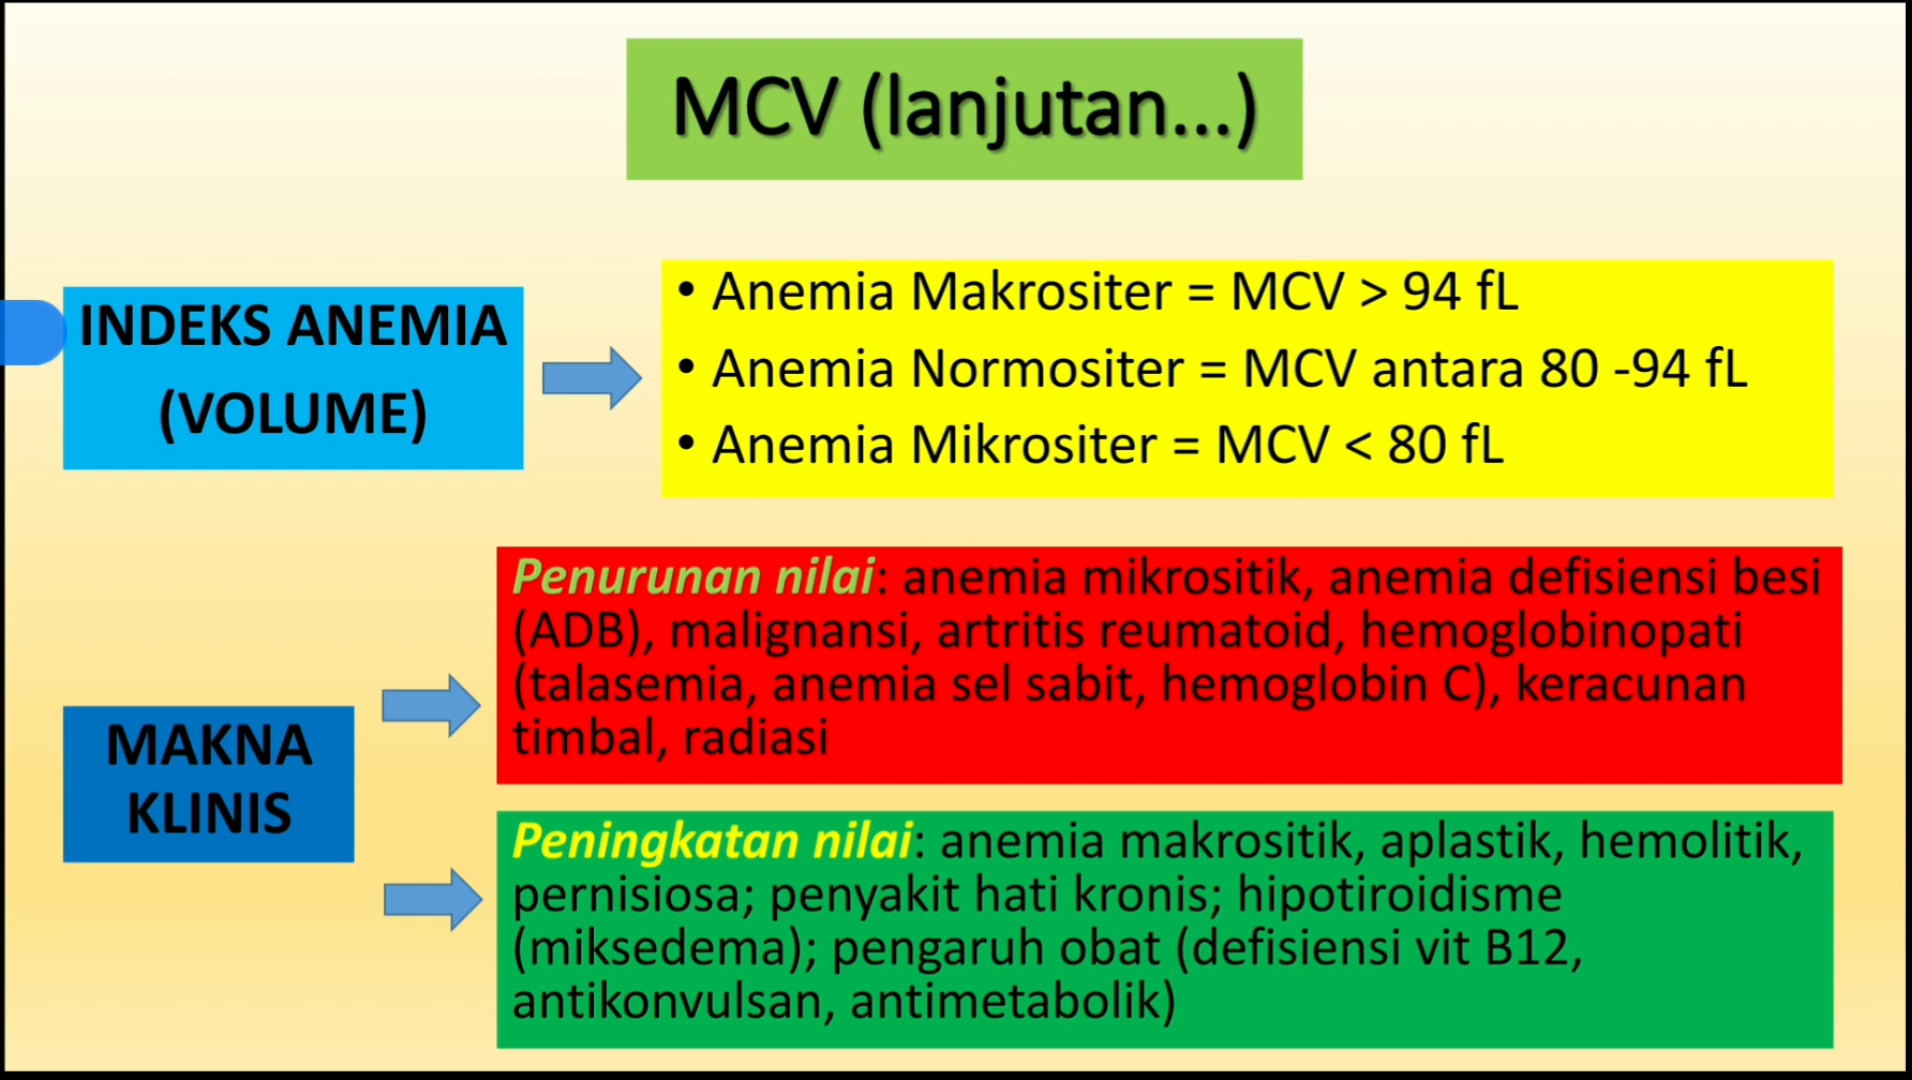 MCV (lanjutan...)
INDEKS ANEMIA
(VOLUME)
• Anemia Makrositer = MCV > 94 fL
• Anemia Normositer = MCV antara 80 -94 fL
• Anemia Mikrositer = MCV < 80 fL
MAKNA
KLINIS
Penurunan nilai: anemia mikrositik, anemia defisiensi besi
(ADB), malignansi, artritis reumatoid, hemoglobinopati
(talasemia, anemia sel sabit, hemoglobin C), keracunan
timbal, radiasi
Peningkatan nilai: anemia makrositik, aplastik, hemolitik,
pernisiosa; penyakit hati kronis; hipotiroidisme
(miksedema); pengaruh obat (defisiensi vit B12,
antikonvulsan, antimetabolik)